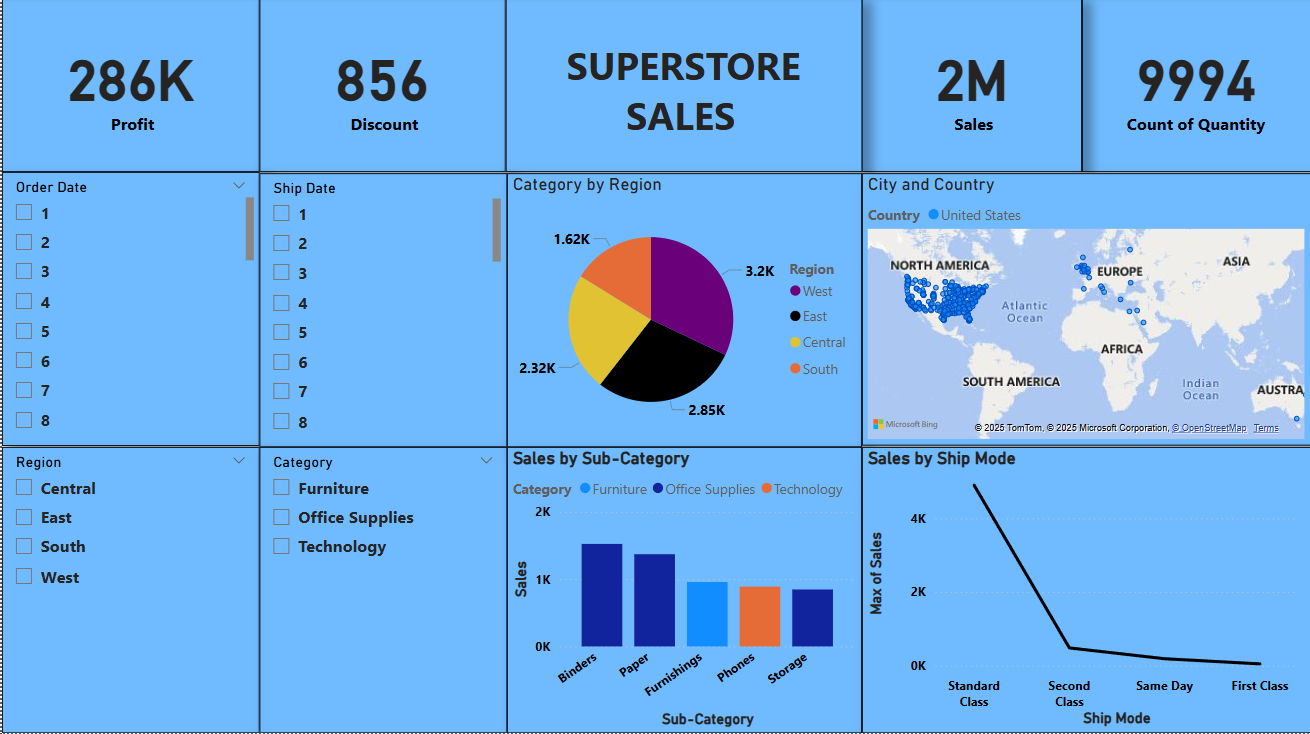 286K
Profit
856
Discount
SUPERSTORE
SALES
2M
Sales
9994
Count of Quantity
Order Date
1
2
3
4
5
6
7
8
Ship Date
1
2
3
4
5
6
7
8
Category by Region
1.62K
3.2K
2.32K
2.85K
Region
West
East
Central
South
City and Country
Country United States
NORTH AMERICA
EUROPE
ASIA
Atlantic
Ocean
AFRICA
SOUTH AMERICA
Indian
Ocean
AUSTRA
Microsoft Bing
© 2025 TomTom, © 2025 Microsoft Corporation, © OpenStreetMap Terms
Region
Central
East
South
West
Category
Furniture
Office Supplies
Technology
Sales by Sub-Category
Category Furniture Office Supplies Technology
2K
1K
0K
Sales
Binders
Paper
Furnishings
Phones
Storage
Sub-Category
Sales by Ship Mode
4K
2K
0K
Max of Sales
Standard
Class
Second
Class
Same Day
First Class
Ship Mode